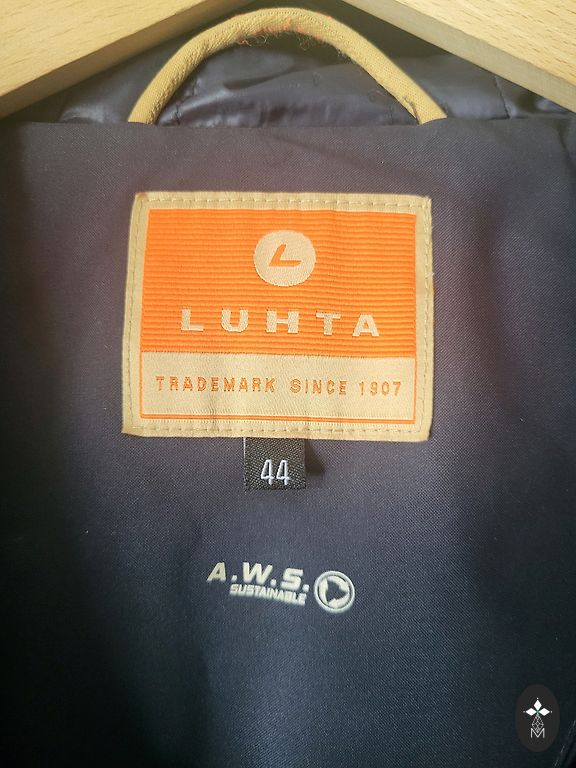 L
LUHTA
TRADEMARK SINCE 1907
44
A.W.S.
SUSTAINABLE
M